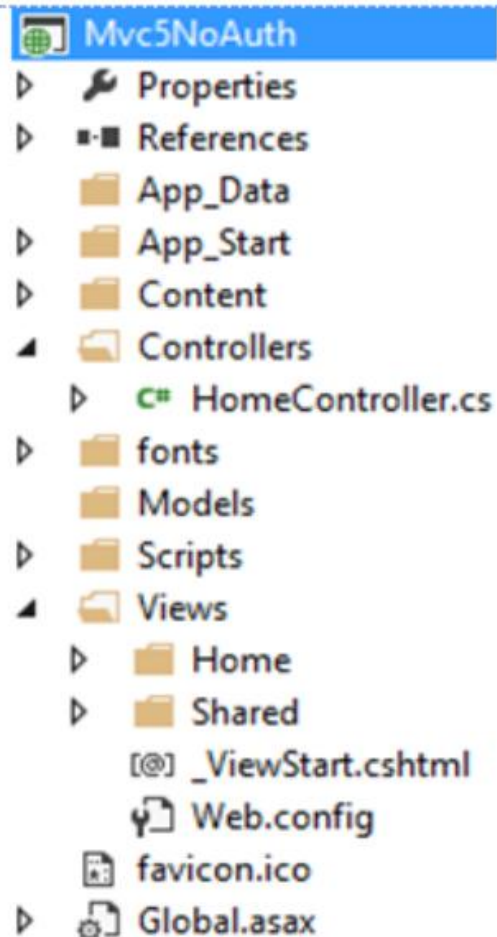 Mvc5NoAuth
Properties
References
App_Data
App_Start
Content
Controllers
C# HomeController.cs
fonts
Models
Scripts
Views
Home
Shared
[@] _ViewStart.cshtml
Web.config
favicon.ico
Global.asax